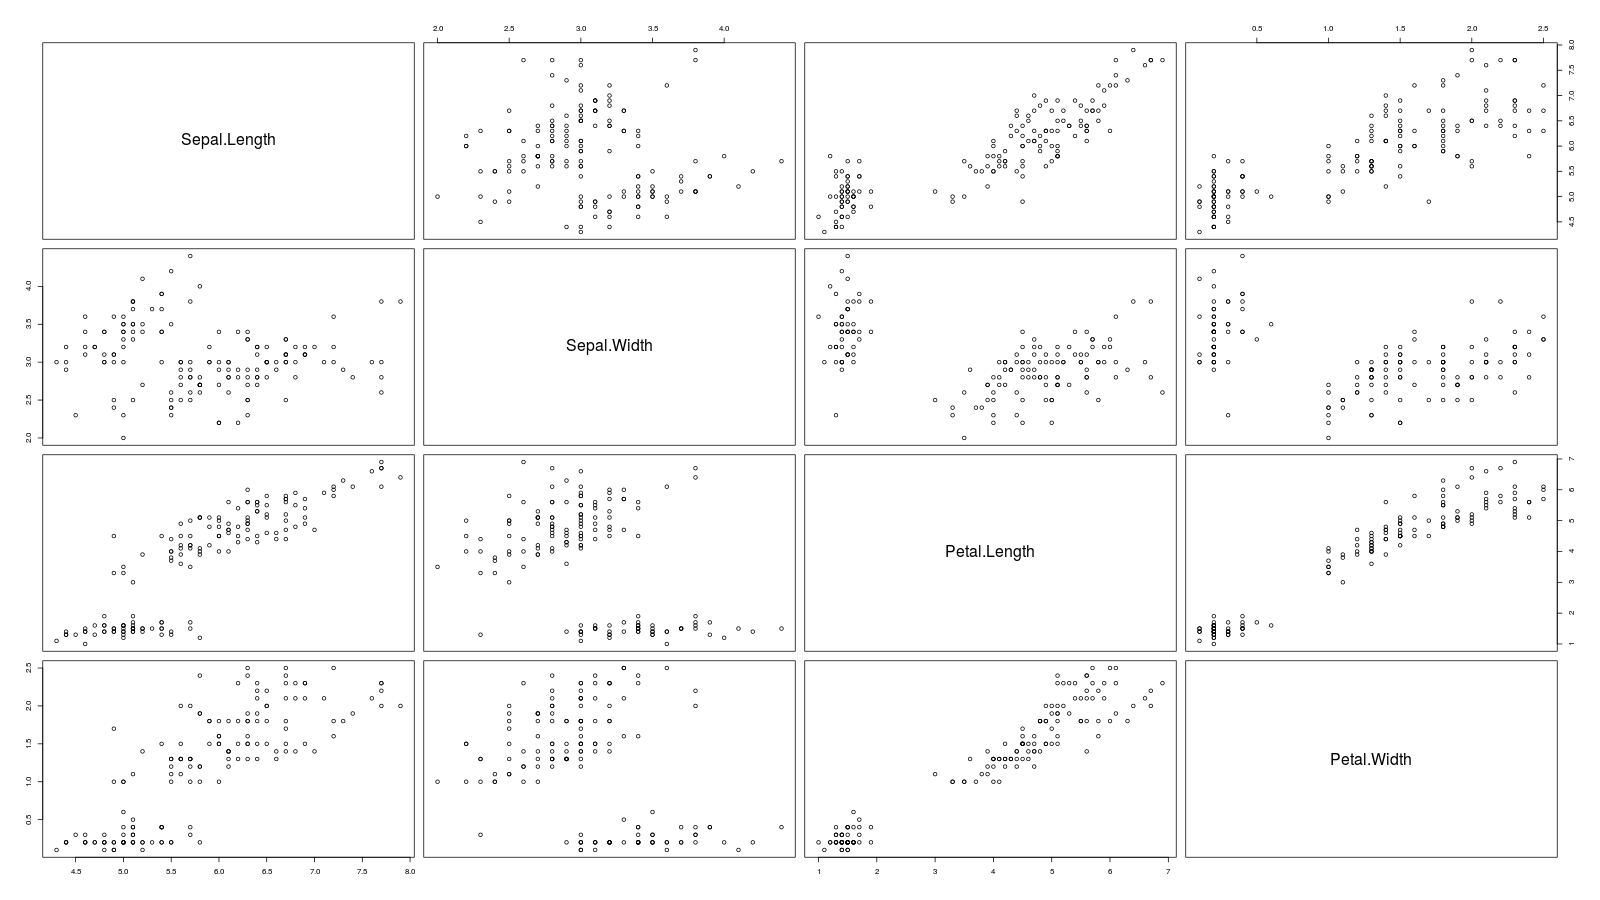 2.0 2.5 3.0 3.5 4.0 0.5 1.0 1.5 2.0 2.5
Sepal.Length
4.5 5.0 5.5 6.0 6.5 7.0 7.5 8.0
2.0 2.5 3.0 3.5 4.0
Sepal.Width
Petal.Length
1 2 3 4 5 6 7
0.5 1.0 1.5 2.0 2.5
Petal.Width
4.5 5.0 5.5 6.0 6.5 7.0 7.5 8.0 1 2 3 4 5 6 7